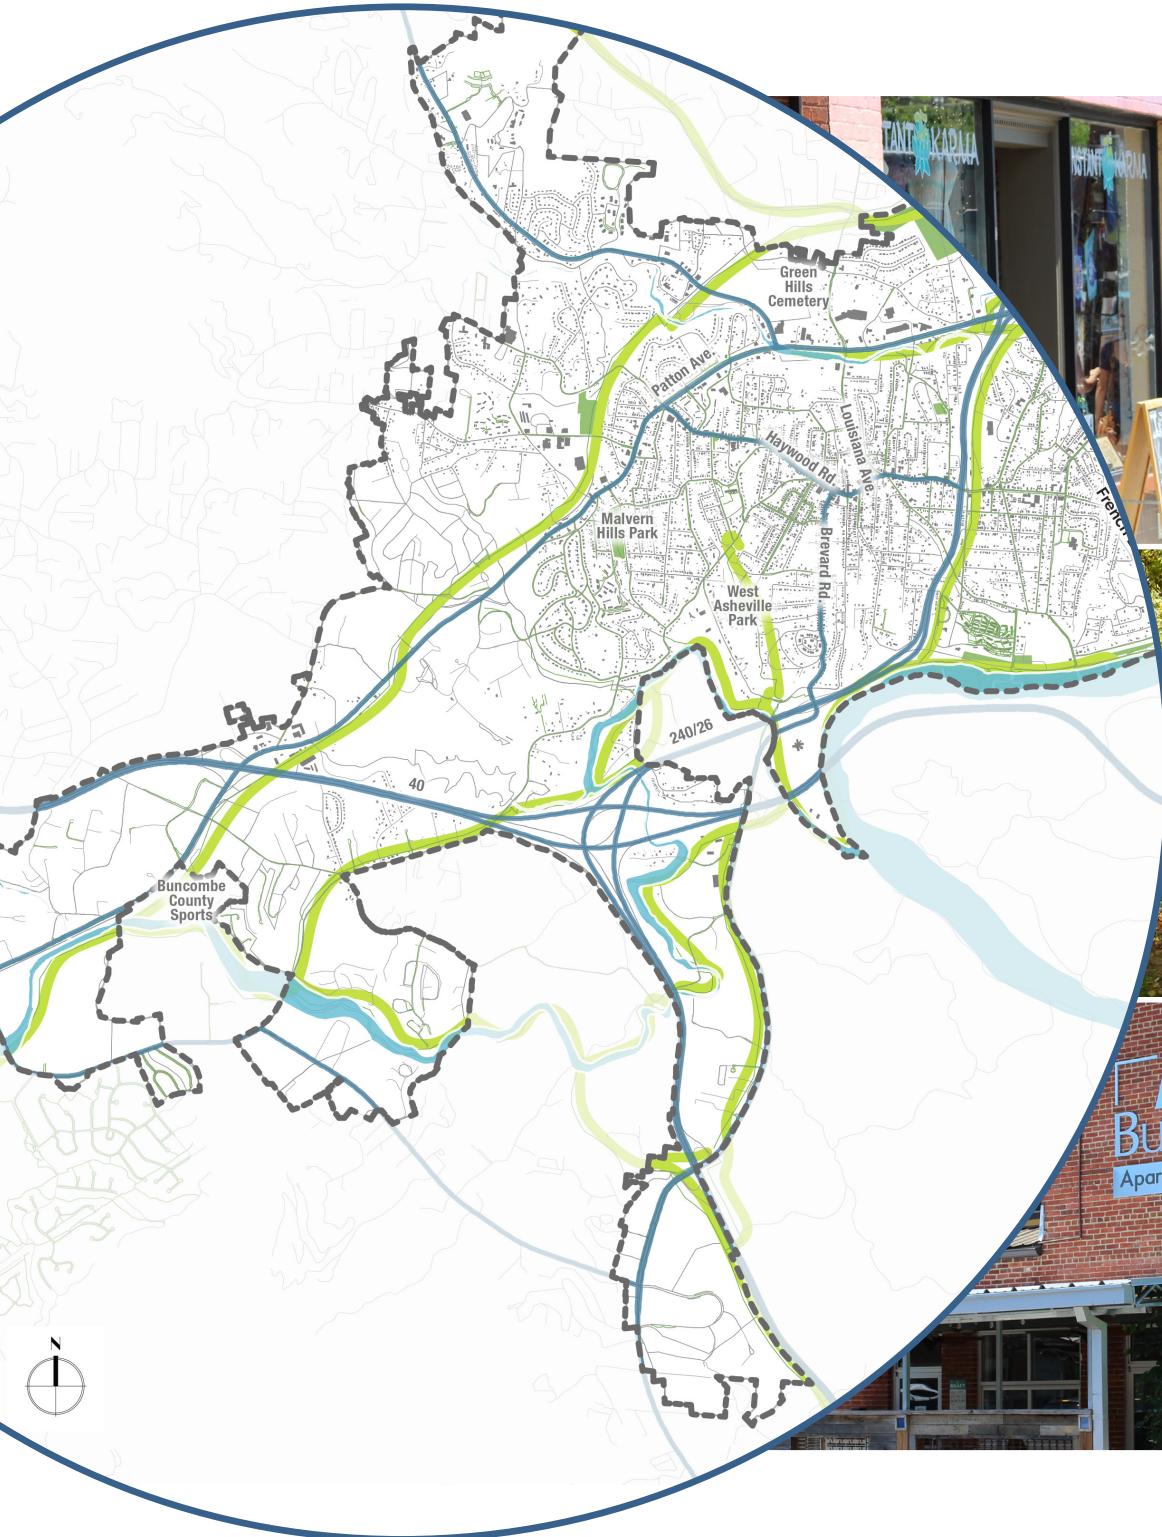 Green
Hills
Cemetery
Patton Ave.
Louisiana Ave.
Haywood Rd.
Malvern
Hills Park
Brevard Rd.
West
Asheville
Park
240/26
*
40
Buncombe
County
Sports
N
Apar